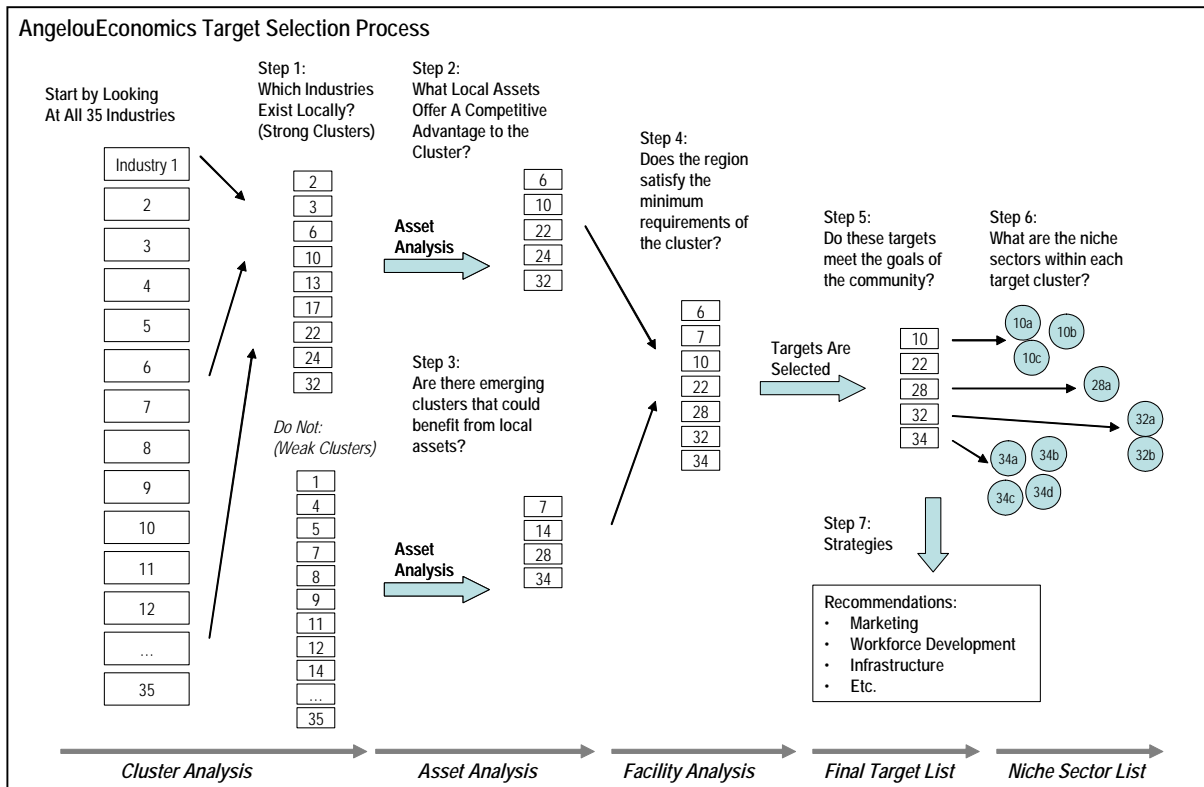 AngelouEconomics Target Selection Process
Start by Looking
At All 35 Industries
Industry 1
2
3
4
5
6
7
8
9
10
11
12
...
35
Step 1:
Which Industries
Exist Locally?
(Strong Clusters)
2
3
6
10
13
17
22
24
32
Do Not:
(Weak Clusters)
1
4
5
7
8
9
11
12
14
...
35
Asset
Analysis
Asset
Analysis
Step 2:
What Local Assets
Offer A Competitive
Advantage to the
Cluster?
6
10
22
24
32
Step 3:
Are there emerging
clusters that could
benefit from local
assets?
7
14
28
34
Step 4:
Does the region
satisfy the
minimum
requirements of
the cluster?
6
7
10
22
28
32
34
Targets Are
Selected
Step 5:
Do these targets
meet the goals of
the community?
10
22
28
32
34
Step 6:
What are the niche
sectors within each
target cluster?
10a
10b
10c
28a
32a
32b
34a
34b
34c
34d
Step 7:
Strategies
Recommendations:
• Marketing
• Workforce Development
• Infrastructure
• Etc.
Cluster Analysis
Asset Analysis
Facility Analysis
Final Target List
Niche Sector List